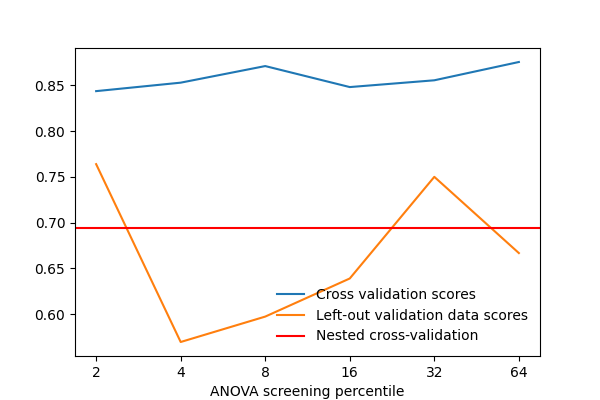 0.85
0.80
0.75
0.70
0.65
0.60
Cross validation scores
Left-out validation data scores
Nested cross-validation
2 4 8 16 32 64
ANOVA screening percentile